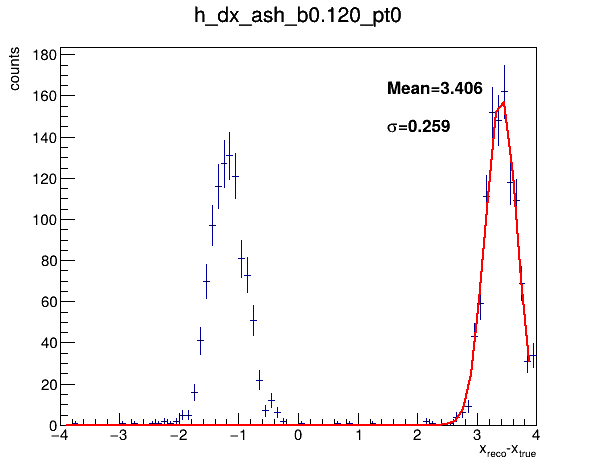 h_dx_ash_b0.120_pt0
counts
180
160
140
120
100
80
60
40
20
0
Mean=3.406
σ=0.259
−4 −3 −2 −1 0 1 2 3 4
x_reco-x_true